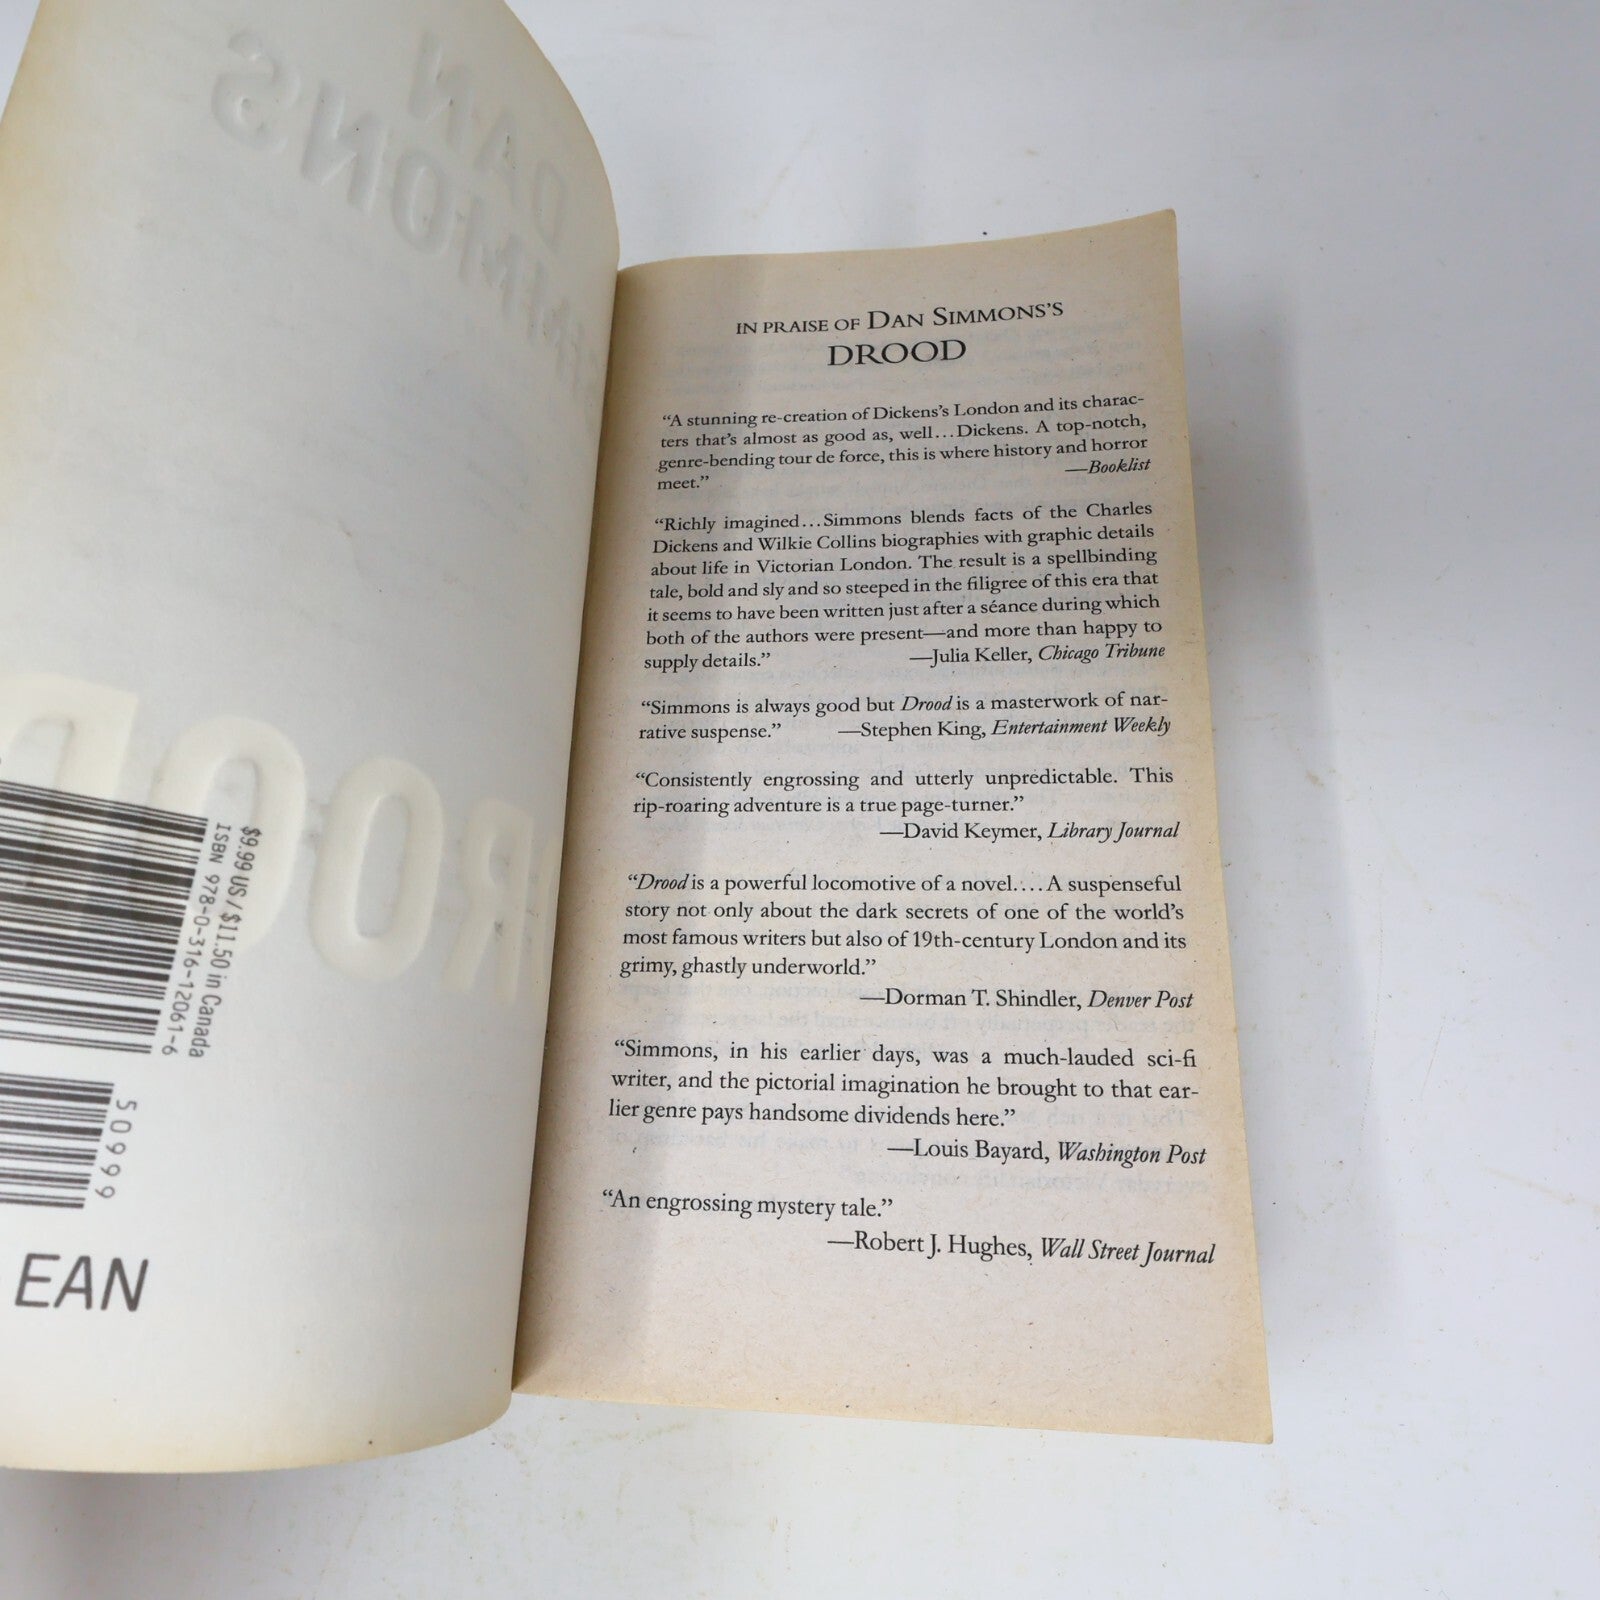 DAN
SIMMONS
$9.99 US/$11.50 in Canada
ISBN 978-0-316-12061-6
50999
EAN
IN PRAISE OF DAN SIMMONS'S
DROOD
“A stunning re-creation of Dickens's London and its charac-
ters that's almost as good as, well...Dickens. A top-notch,
genre-bending tour de force, this is where history and horror
meet.” —Booklist
“Richly imagined...Simmons blends facts of the Charles
Dickens and Wilkie Collins biographies with graphic details
about life in Victorian London. The result is a spellbinding
tale, bold and sly and so steeped in the filigree of this era that
it seems to have been written just after a séance during which
both of the authors were present—and more than happy to
supply details.” —Julia Keller, Chicago Tribune
“Simmons is always good but Drood is a masterwork of nar-
rative suspense.” —Stephen King, Entertainment Weekly
“Consistently engrossing and utterly unpredictable. This
rip-roaring adventure is a true page-turner.”
—David Keymer, Library Journal
“Drood is a powerful locomotive of a novel....A suspenseful
story not only about the dark secrets of one of the world's
most famous writers but also of 19th-century London and its
grimy, ghastly underworld.”
—Dorman T. Shindler, Denver Post
“Simmons, in his earlier days, was a much-lauded sci-fi
writer, and the pictorial imagination he brought to that ear-
lier genre pays handsome dividends here.”
—Louis Bayard, Washington Post
“An engrossing mystery tale.”
—Robert J. Hughes, Wall Street Journal